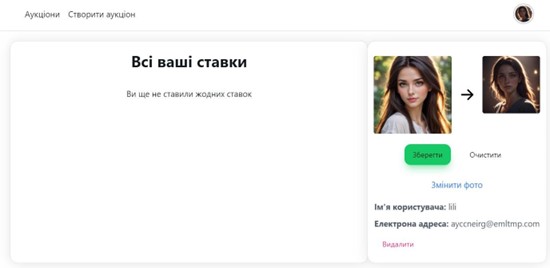 Аукціони Створити аукціон
Всі ваші ставки
Ви ще не ставили жодних ставок
Зберегти Очистити
Змінити фото
Ім'я користувача: lili
Електрона адреса: ayccneirg@emltmp.com
Видалити